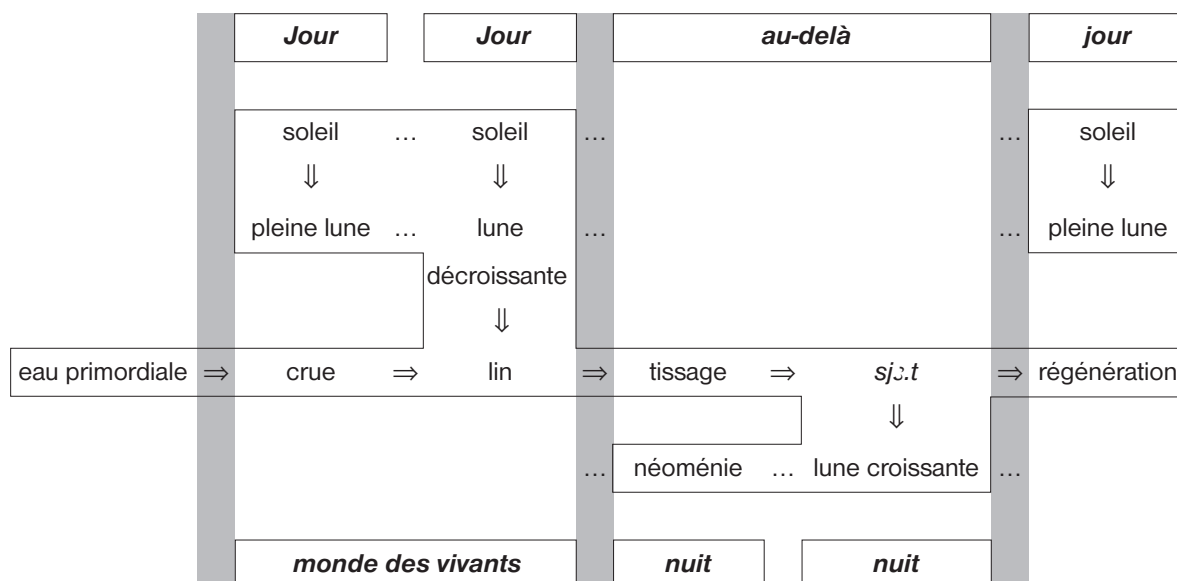 Jour Jour au-delà jour
soleil … soleil … … soleil
⇓ ⇓ ⇓
pleine lune … lune … … pleine lune
décroissante
⇓
eau primordiale ⇒ crue ⇒ lin ⇒ tissage ⇒ sjꜣ.t ⇒ régénération
⇓
… néoménie … lune croissante …
monde des vivants nuit nuit